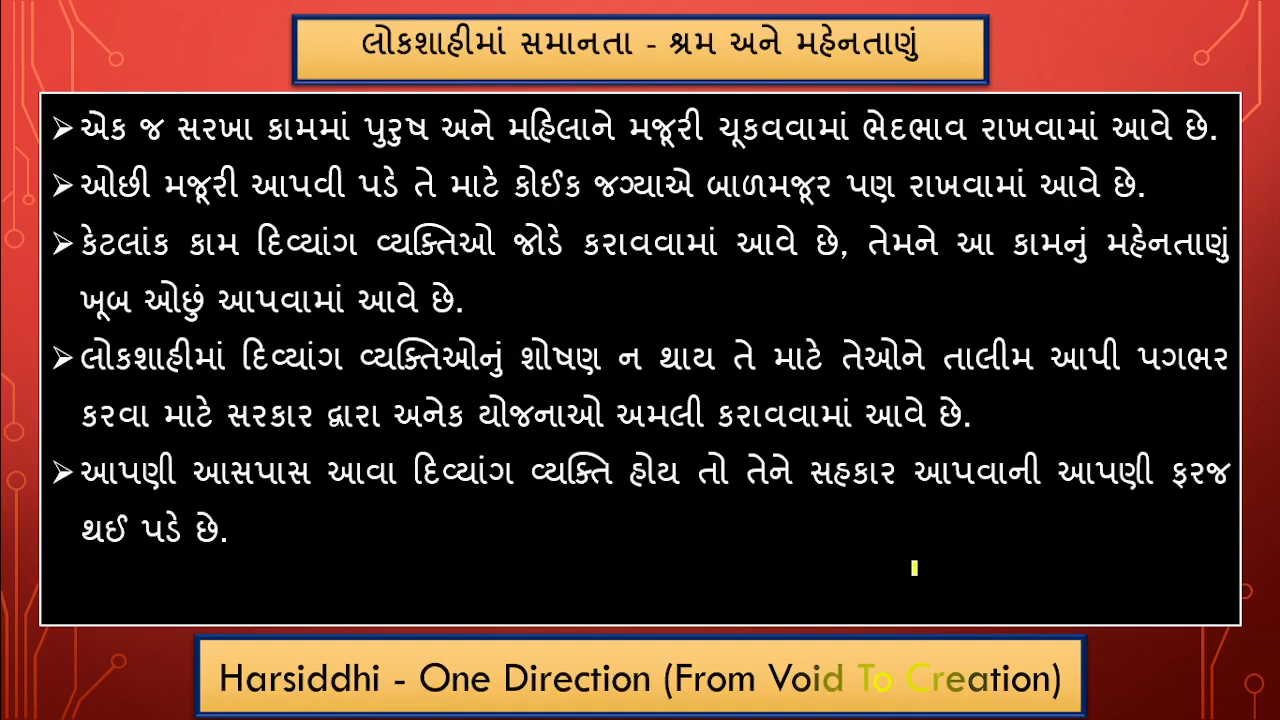 લોકશાહીમાં સમાનતા - શ્રમ અને મહેનતાણું
➢એક જ સરખા કામમાં પુરુષ અને મહિલાને મજૂરી ચૂકવવામાં ભેદભાવ રાખવામાં આવે છે.
➢ઓછી મજૂરી આપવી પડે તે માટે કોઈક જગ્યાએ બાળમજૂર પણ રાખવામાં આવે છે.
➢કેટલાંક કામ દિવ્યાંગ વ્યક્તિઓ જોડે કરાવવામાં આવે છે, તેમને આ કામનું મહેનતાણું
ખૂબ ઓછું આપવામાં આવે છે.
➢લોકશાહીમાં દિવ્યાંગ વ્યક્તિઓનું શોષણ ન થાય તે માટે તેઓને તાલીમ આપી પગભર
કરવા માટે સરકાર દ્વારા અનેક યોજનાઓ અમલી કરાવવામાં આવે છે.
➢આપણી આસપાસ આવા દિવ્યાંગ વ્યક્તિ હોય તો તેને સહકાર આપવાની આપણી ફરજ
થઈ પડે છે.
Harsiddhi - One Direction (From Void To Creation)